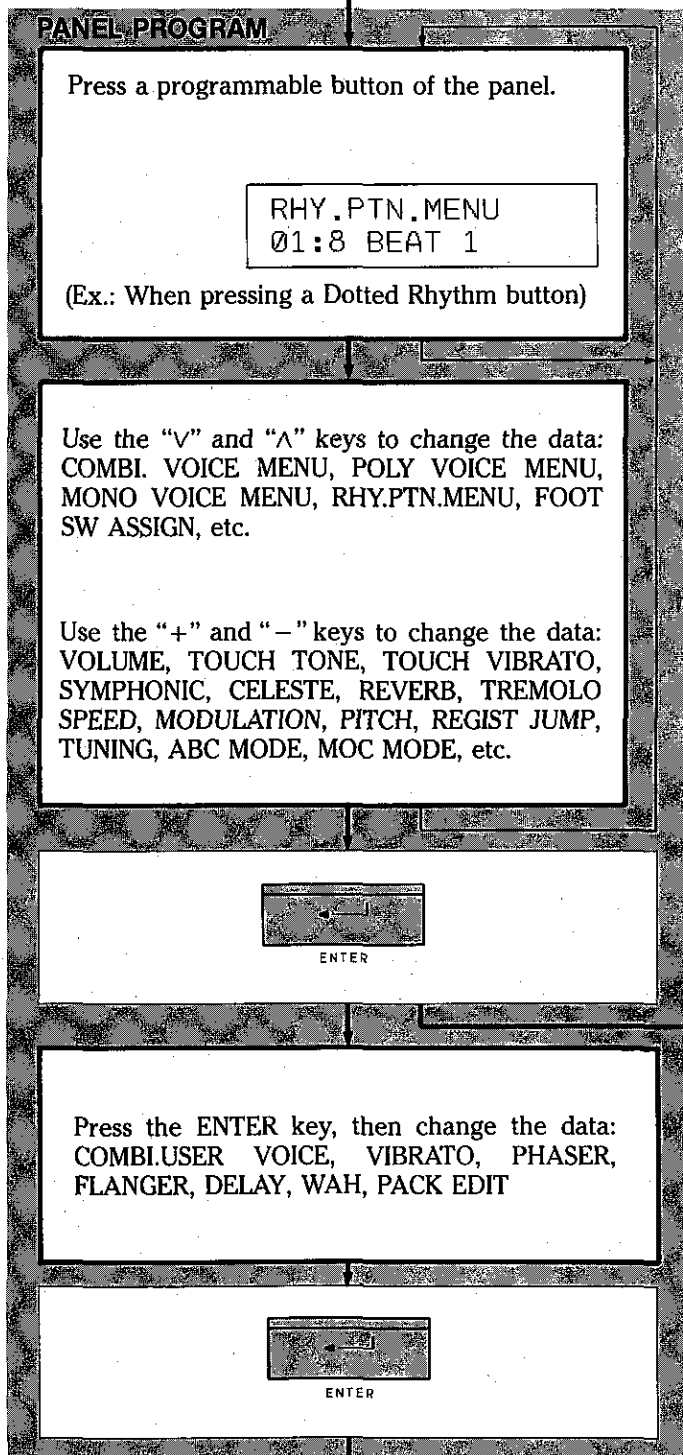 PANEL PROGRAM
Press a programmable button of the panel.
RHY.PTN.MENU
01:8 BEAT 1
(Ex.: When pressing a Dotted Rhythm button)
Use the “∨” and “∧” keys to change the data:
COMBI. VOICE MENU, POLY VOICE MENU,
MONO VOICE MENU, RHY.PTN.MENU, FOOT
SW ASSIGN, etc.
Use the “+” and “−” keys to change the data:
VOLUME, TOUCH TONE, TOUCH VIBRATO,
SYMPHONIC, CELESTE, REVERB, TREMOLO
SPEED, MODULATION, PITCH, REGIST JUMP,
TUNING, ABC MODE, MOC MODE, etc.
ENTER
Press the ENTER key, then change the data:
COMBI.USER VOICE, VIBRATO, PHASER,
FLANGER, DELAY, WAH, PACK EDIT
ENTER